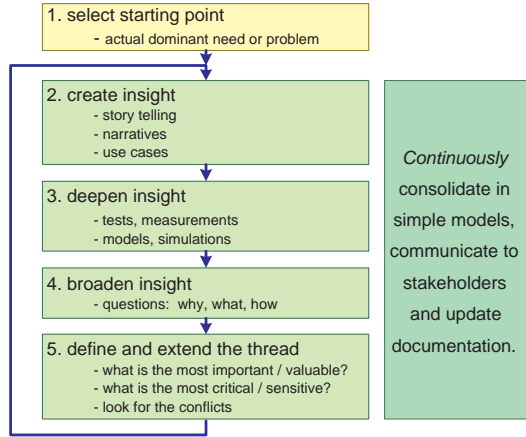 1. select starting point
- actual dominant need or problem
2. create insight
- story telling
- narratives
- use cases
3. deepen insight
- tests, measurements
- models, simulations
4. broaden insight
- questions: why, what, how
5. define and extend the thread
- what is the most important / valuable?
- what is the most critical / sensitive?
- look for the conflicts
Continuously
consolidate in
simple models,
communicate to
stakeholders
and update
documentation.